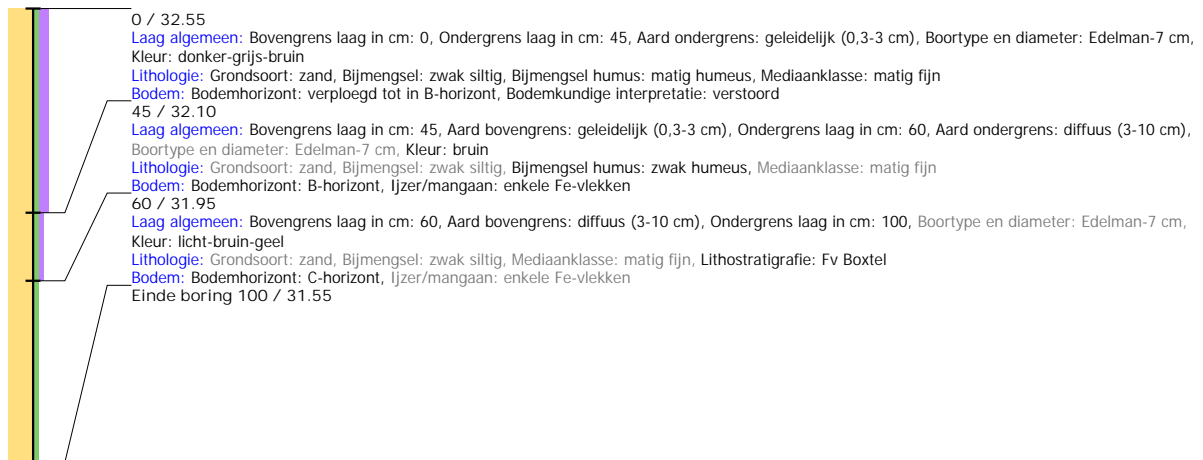 0 / 32.55
Laag algemeen: Bovengrens laag in cm: 0, Ondergrens laag in cm: 45, Aard ondergrens: geleidelijk (0,3-3 cm), Boortype en diameter: Edelman-7 cm,
Kleur: donker-grijs-bruin
Lithologie: Grondsoort: zand, Bijmengsel: zwak siltig, Bijmengsel humus: matig humeus, Mediaanklasse: matig fijn
Bodem: Bodemhorizont: verploegd tot in B-horizont, Bodemkundige interpretatie: verstoord
45 / 32.10
Laag algemeen: Bovengrens laag in cm: 45, Aard bovengrens: geleidelijk (0,3-3 cm), Ondergrens laag in cm: 60, Aard ondergrens: diffuus (3-10 cm),
Boortype en diameter: Edelman-7 cm, Kleur: bruin
Lithologie: Grondsoort: zand, Bijmengsel: zwak siltig, Bijmengsel humus: zwak humeus, Mediaanklasse: matig fijn
Bodem: Bodemhorizont: B-horizont, Ijzer/mangaan: enkele Fe-vlekken
60 / 31.95
Laag algemeen: Bovengrens laag in cm: 60, Aard bovengrens: diffuus (3-10 cm), Ondergrens laag in cm: 100, Boortype en diameter: Edelman-7 cm,
Kleur: licht-bruin-geel
Lithologie: Grondsoort: zand, Bijmengsel: zwak siltig, Mediaanklasse: matig fijn, Lithostratigrafie: Fv Boxtel
Bodem: Bodemhorizont: C-horizont, Ijzer/mangaan: enkele Fe-vlekken
Einde boring 100 / 31.55